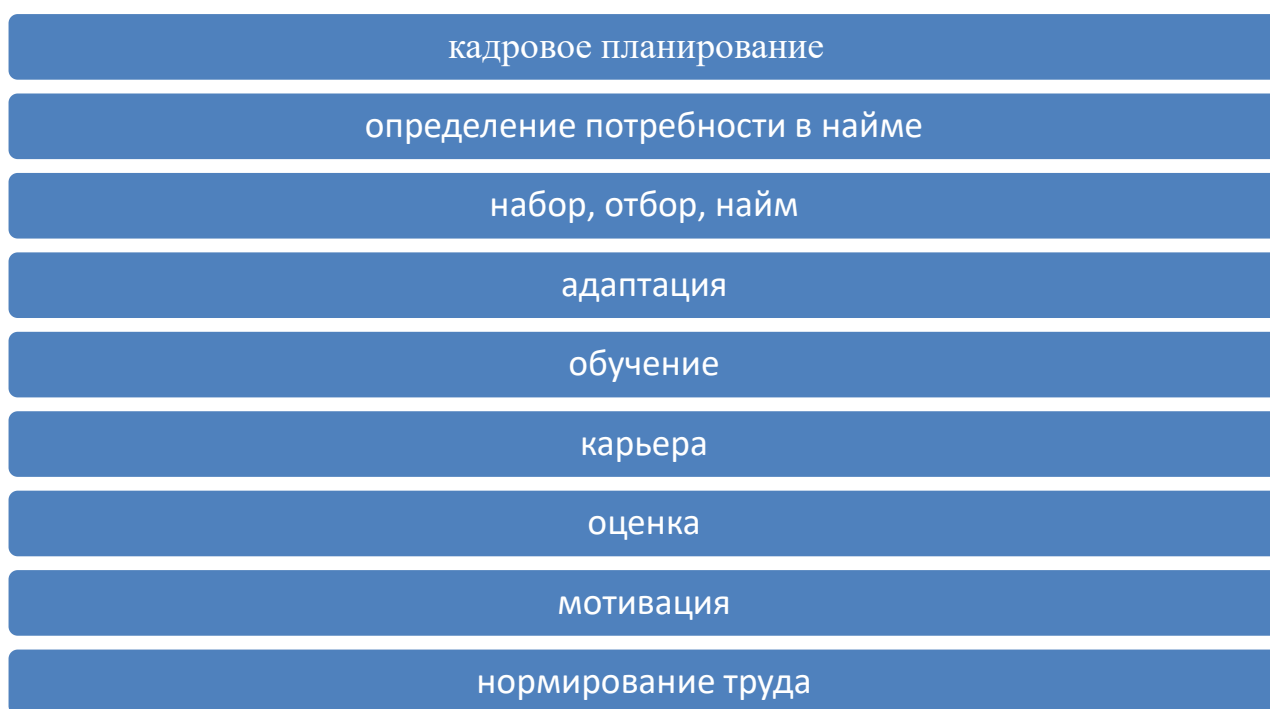 кадровое планирование
определение потребности в найме
набор, отбор, найм
адаптация
обучение
карьера
оценка
мотивация
нормирование труда